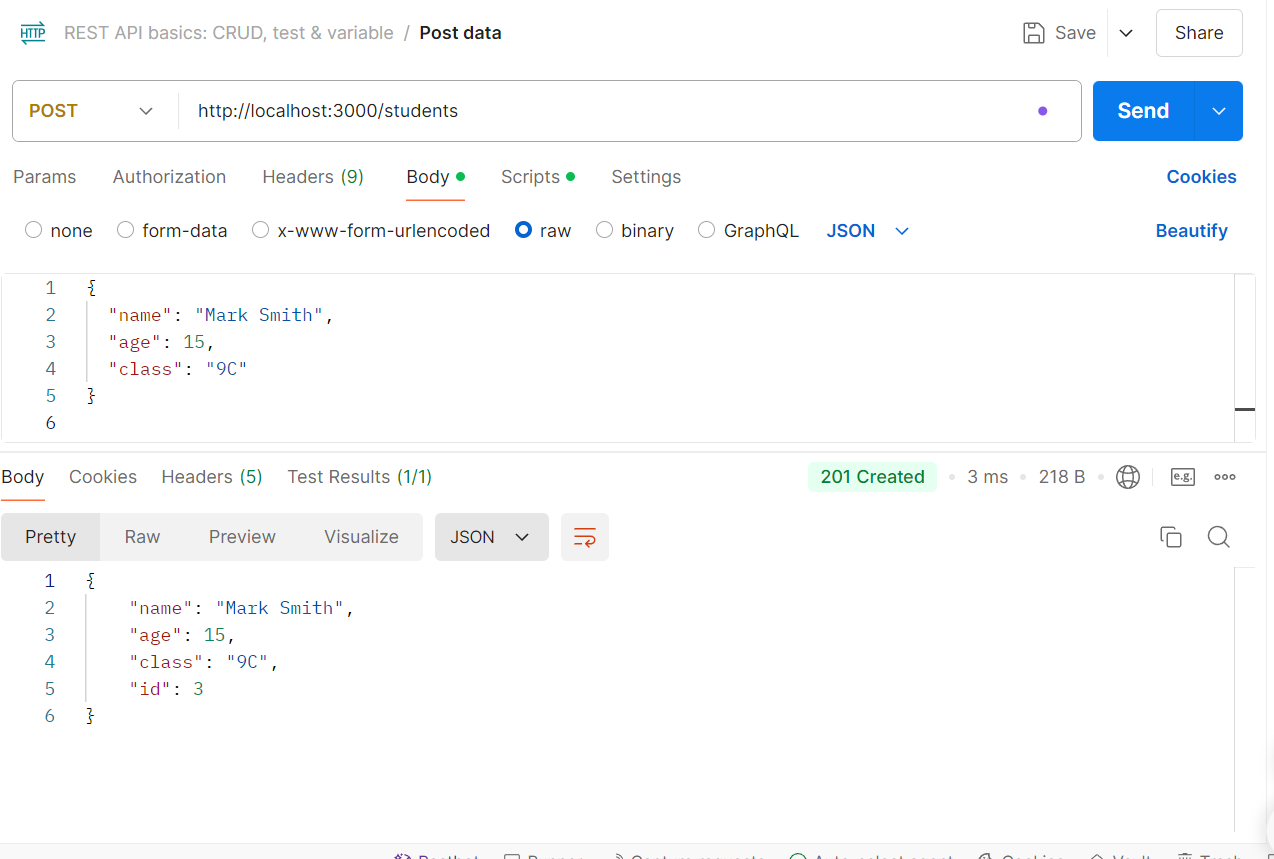 HTTP REST API basics: CRUD, test & variable / Post data Save Share
POST http://localhost:3000/students Send
Params Authorization Headers (9) Body Scripts Settings Cookies
none form-data x-www-form-urlencoded raw binary GraphQL JSON Beautify
1 {
2 "name": "Mark Smith",
3 "age": 15,
4 "class": "9C"
5 }
6
Body Cookies Headers (5) Test Results (1/1) 201 Created 3 ms 218 B e.g.
Pretty Raw Preview Visualize JSON
1 {
2 "name": "Mark Smith",
3 "age": 15,
4 "class": "9C",
5 "id": 3
6 }